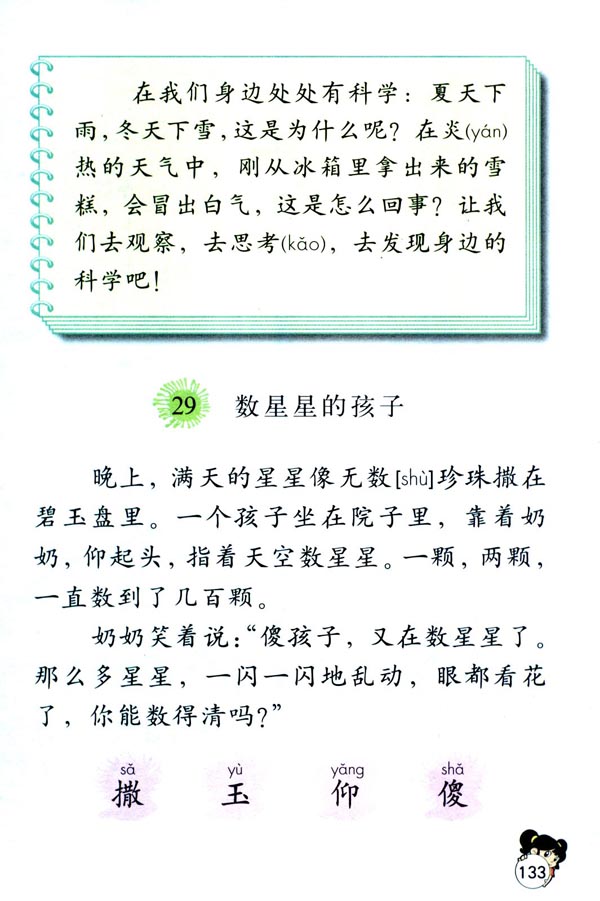 在我们身边处处有科学：夏天下
雨，冬天下雪，这是为什么呢？在炎(yán)
热的天气中，刚从冰箱里拿出来的雪
糕，会冒出白气，这是怎么回事？让我
们去观察，去思考(kǎo)，去发现身边的
科学吧！
29 数星星的孩子
晚上，满天的星星像无数[shù]珍珠撒在
碧玉盘里。一个孩子坐在院子里，靠着奶
奶，仰起头，指着天空数星星。一颗，两颗，
一直数到了几百颗。
奶奶笑着说：“傻孩子，又在数星星了。
那么多星星，一闪一闪地乱动，眼都看花
了，你能数得清吗？”
sǎ yù yǎng shǎ
撒 玉 仰 傻
133